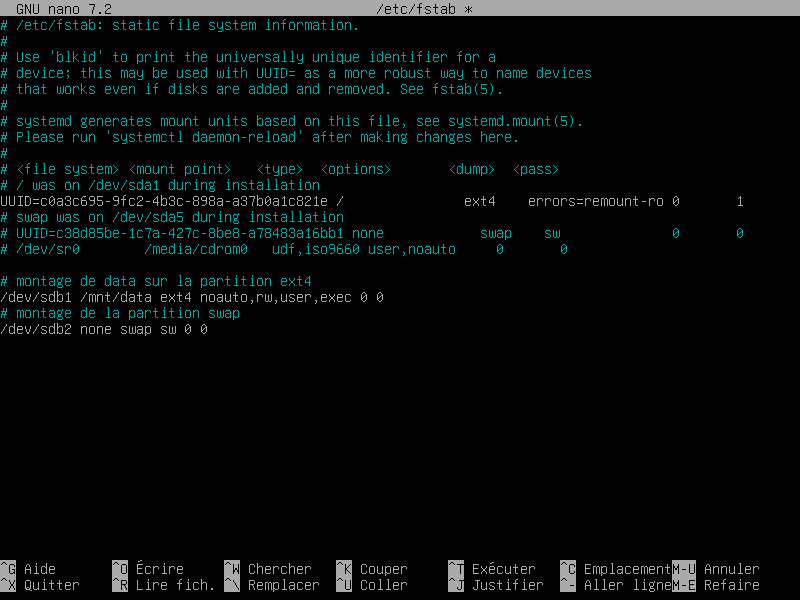 GNU nano 7.2 /etc/fstab *
# /etc/fstab: static file system information.
#
# Use 'blkid' to print the universally unique identifier for a
# device; this may be used with UUID= as a more robust way to name devices
# that works even if disks are added and removed. See fstab(5).
#
# systemd generates mount units based on this file, see systemd.mount(5).
# Please run 'systemctl daemon-reload' after making changes here.
#
# <file system> <mount point>   <type>  <options>       <dump>  <pass>
# / was on /dev/sda1 during installation
UUID=c0a3c695-9fc2-4b3c-898a-a37b0a1c821e /               ext4    errors=remount-ro 0       1
# swap was on /dev/sda5 during installation
# UUID=c38d85be-1c7a-427c-8be8-a78483a16bb1 none            swap    sw              0       0
# /dev/sr0        /media/cdrom0   udf,iso9660 user,noauto     0       0
# montage de data sur la partition ext4
/dev/sdb1 /mnt/data ext4 noauto,rw,user,exec 0 0
# montage de la partition swap
/dev/sdb2 none swap sw 0 0
^G Aide ^O Écrire ^W Chercher ^K Couper ^T Exécuter ^C Emplacement M-U Annuler
^X Quitter ^R Lire fich. ^\ Remplacer ^U Coller ^J Justifier ^- Aller ligne M-E Refaire